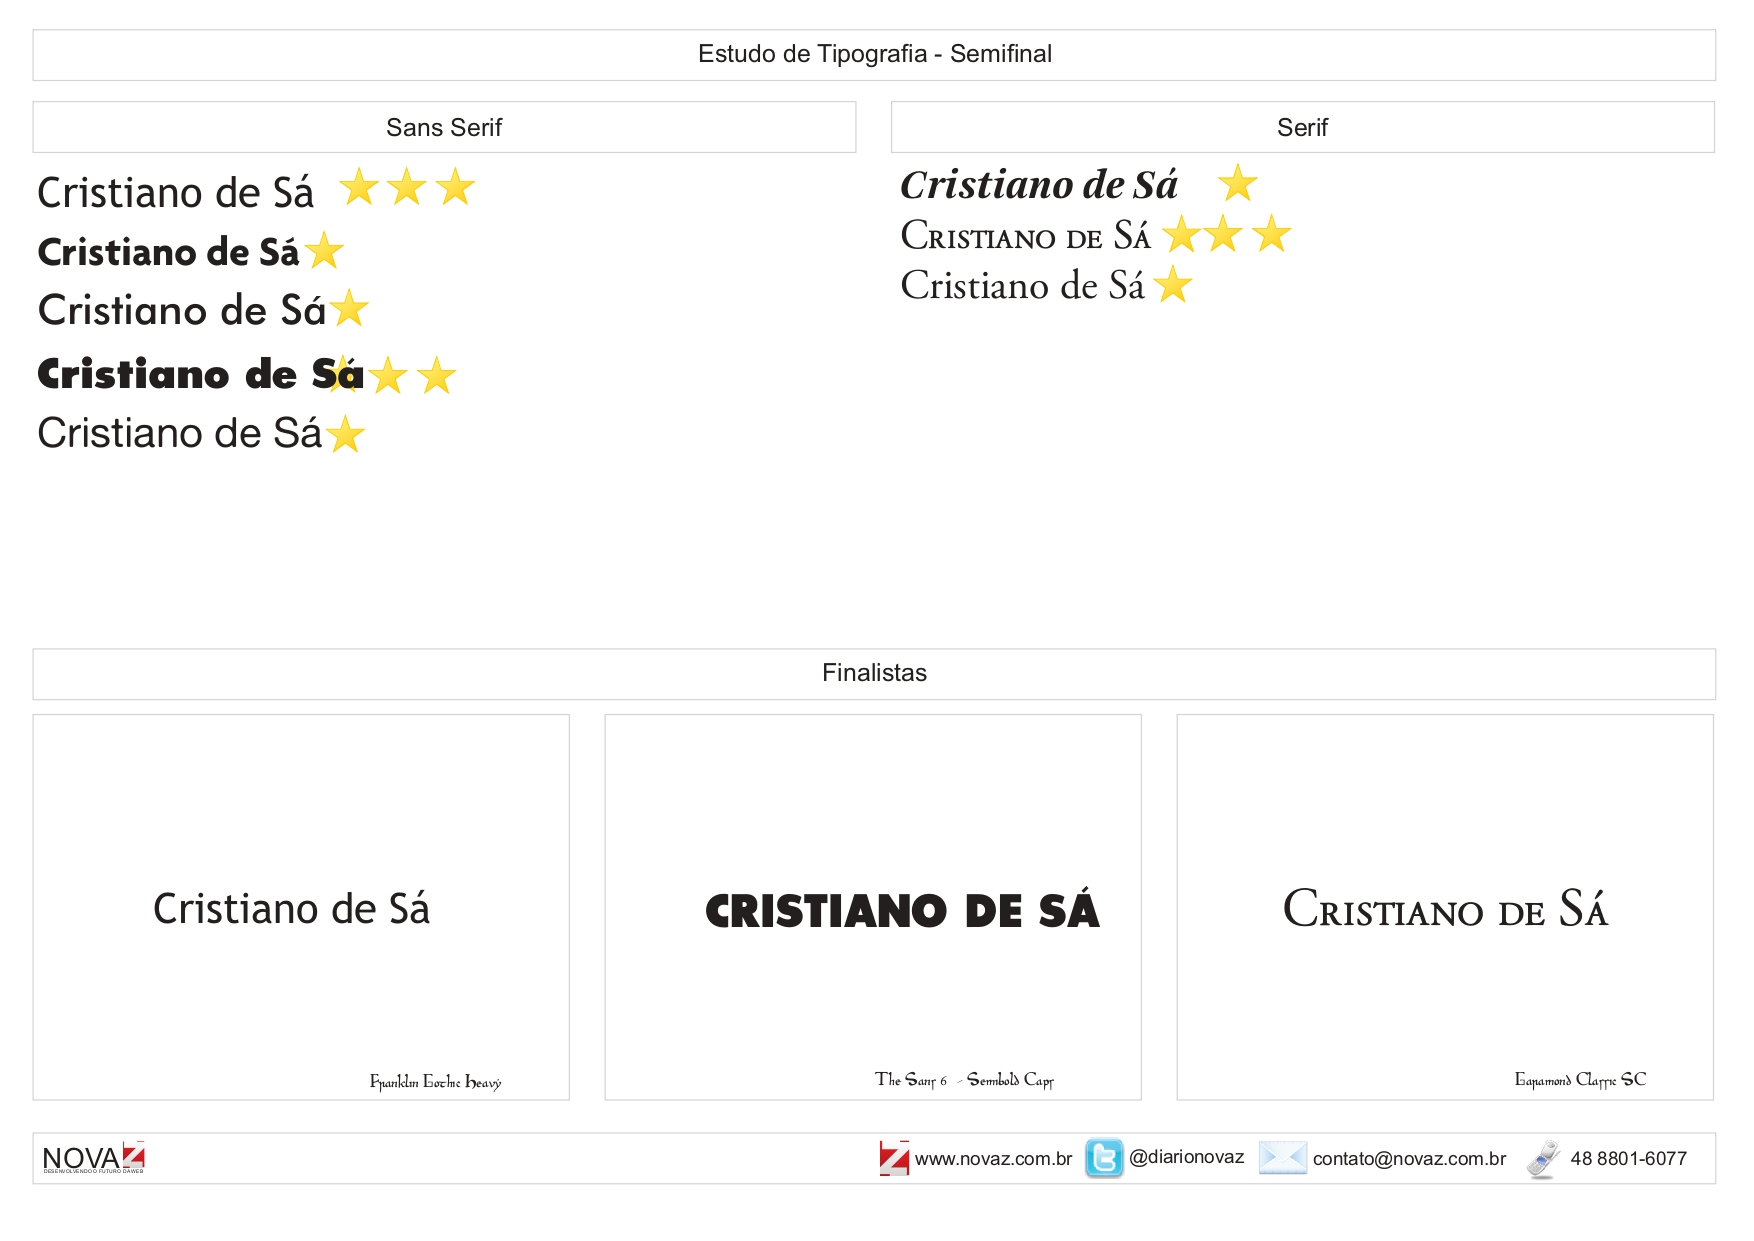 Estudo de Tipografia - Semifinal
Sans Serif
Cristiano de Sá
Cristiano de Sá
Cristiano de Sá
Cristiano de Sá
Cristiano de Sá
Serif
Cristiano de Sá
Cristiano de Sá
Cristiano de Sá
Finalistas
Cristiano de Sá
Franklin Gothic Heavy
CRISTIANO DE SÁ
The Sans 6 - Semibold Caps
Cristiano de Sá
Garamond Classic SC
NOVAZ
DESENVOLVENDO O FUTURO DA WEB
www.novaz.com.br
@diarionovaz
contato@novaz.com.br
48 8801-6077